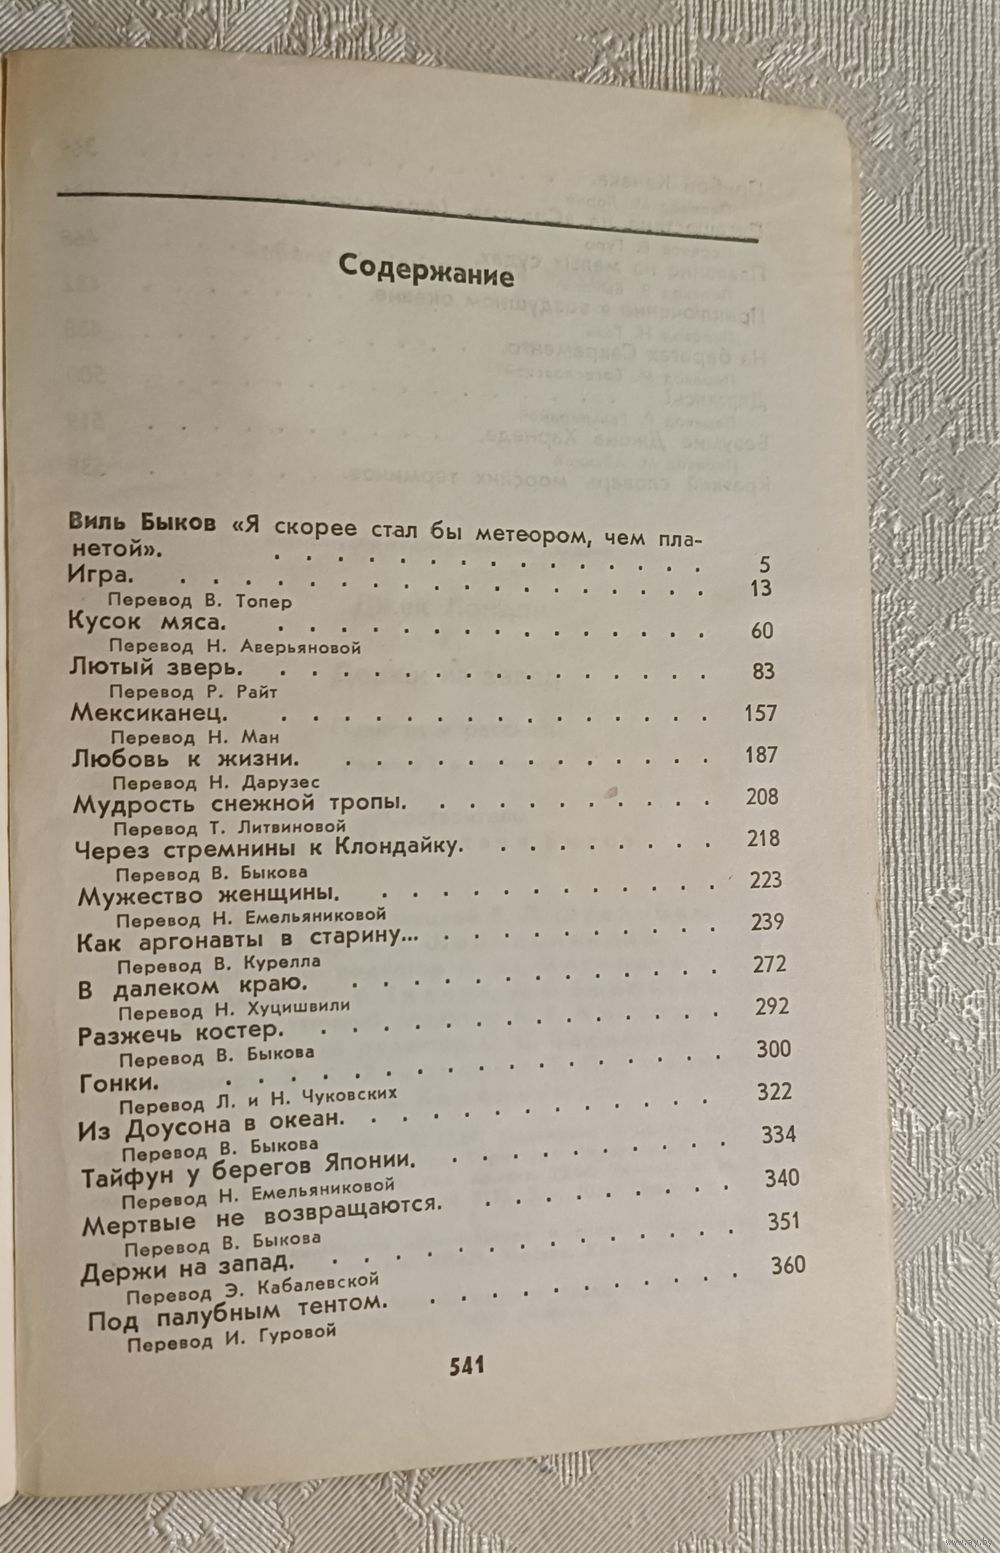 Содержание
Виль Быков «Я скорее стал бы метеором, чем пла-
нетой». . . . . . . . . . . . . . . 5
Игра. . . . . . . . . . . . . . . . . . 13
Перевод В. Топер
Кусок мяса. . . . . . . . . . . . . . . 60
Перевод Н. Аверьяновой
Лютый зверь. . . . . . . . . . . . . . . 83
Перевод Р. Райт
Мексиканец. . . . . . . . . . . . . . . 157
Перевод Н. Ман
Любовь к жизни. . . . . . . . . . . . . 187
Перевод Н. Дарузес
Мудрость снежной тропы. . . . . . . . . . 208
Перевод Т. Литвиновой
Через стремнины к Клондайку. . . . . . . . 218
Перевод В. Быкова
Мужество женщины. . . . . . . . . . . . 223
Перевод Н. Емельяниковой
Как аргонавты в старину... . . . . . . . . . . 239
Перевод В. Курелла
В далеком краю. . . . . . . . . . . . . 272
Перевод Н. Хуцишвили
Разжечь костер. . . . . . . . . . . . . . 292
Перевод В. Быкова
Гонки. . . . . . . . . . . . . . . . . 300
Перевод Л. и Н. Чуковских
Из Доусона в океан. . . . . . . . . . . . 322
Перевод В. Быкова
Тайфун у берегов Японии. . . . . . . . . . 334
Перевод Н. Емельяниковой
Мертвые не возвращаются. . . . . . . . . 340
Перевод В. Быкова
Держи на запад. . . . . . . . . . . . . . 351
Перевод Э. Кабалевской
Под палубным тентом. . . . . . . . . . . 360
Перевод И. Гуровой
541
www.ay.by